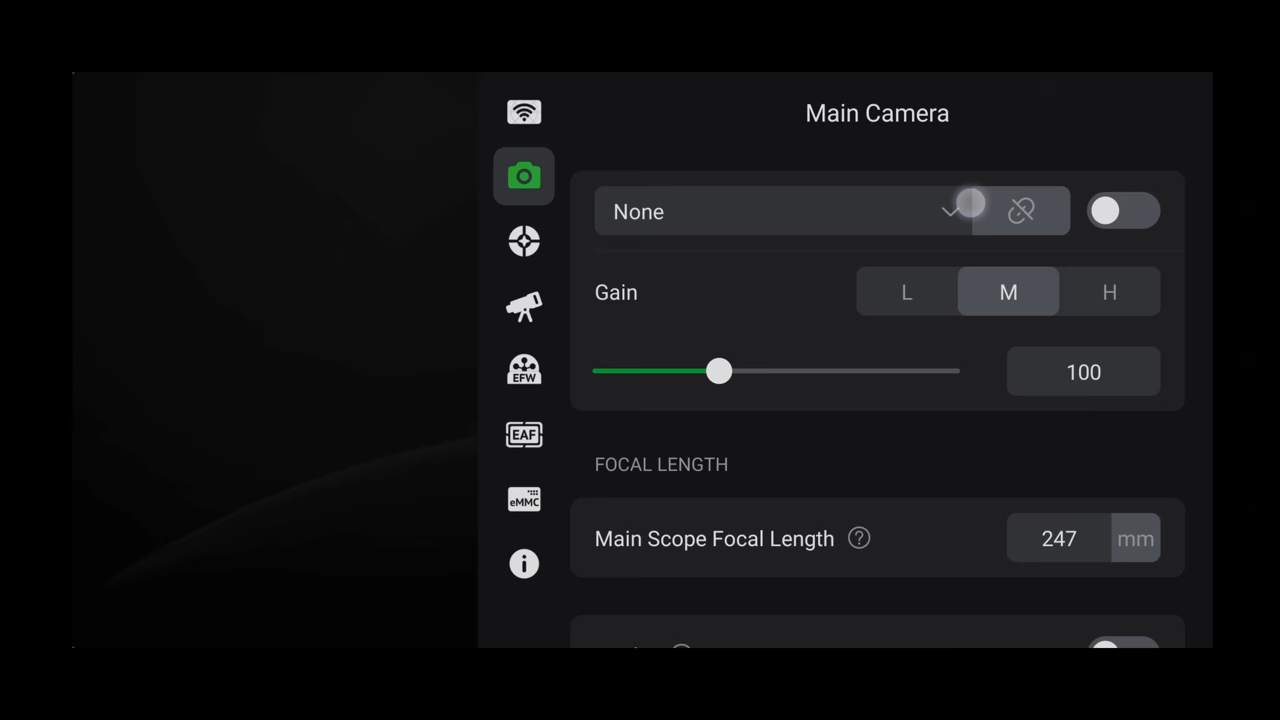 Main Camera
None
Gain
L
M
H
100
EFW
EAF
FOCAL LENGTH
eMMC
Main Scope Focal Length ?
247 mm
i